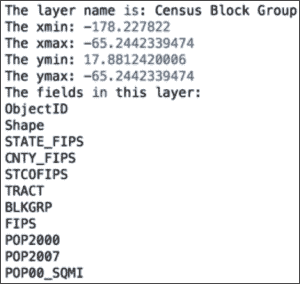 The layer name is: Census Block Group
The xmin: -178.227822
The xmax: -65.2442339474
The ymin: 17.8812420006
The ymax: -65.2442339474
The fields in this layer:
ObjectID
Shape
STATE_FIPS
CNTY_FIPS
STCOFIPS
TRACT
BLKGRP
FIPS
POP2000
POP2007
POP00_SQMI